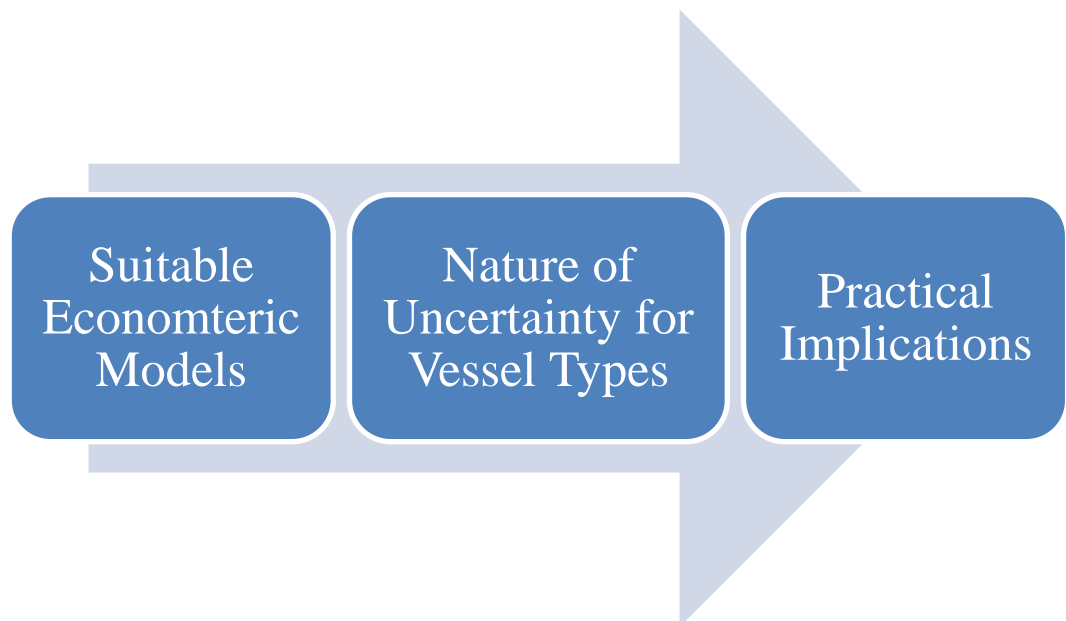 Suitable
Economteric
Models
Nature of
Uncertainty for
Vessel Types
Practical
Implications